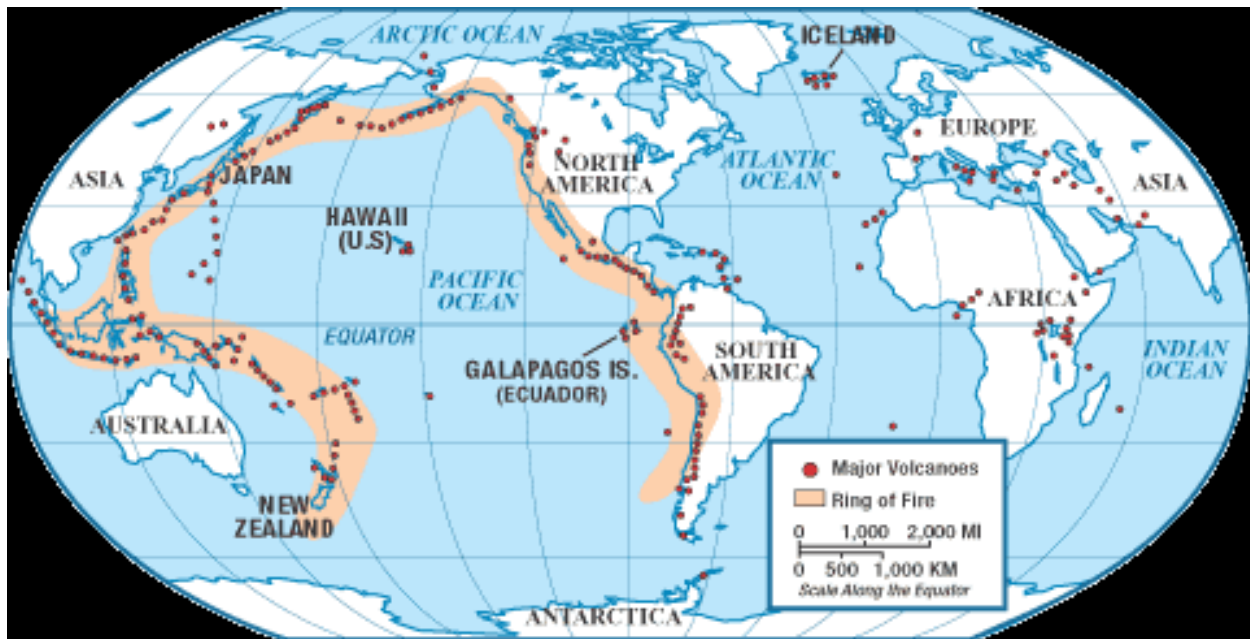 ARCTIC OCEAN
ICELAND
EUROPE
ASIA
JAPAN
NORTH
AMERICA
ATLANTIC
OCEAN
ASIA
HAWAII
(U.S)
PACIFIC
OCEAN
AFRICA
EQUATOR
GALAPAGOS IS.
(ECUADOR)
SOUTH
AMERICA
INDIAN
OCEAN
AUSTRALIA
NEW
ZEALAND
Major Volcanoes
Ring of Fire
0 1,000 2,000 MI
0 500 1,000 KM
Scale Along the Equator
ANTARCTICA